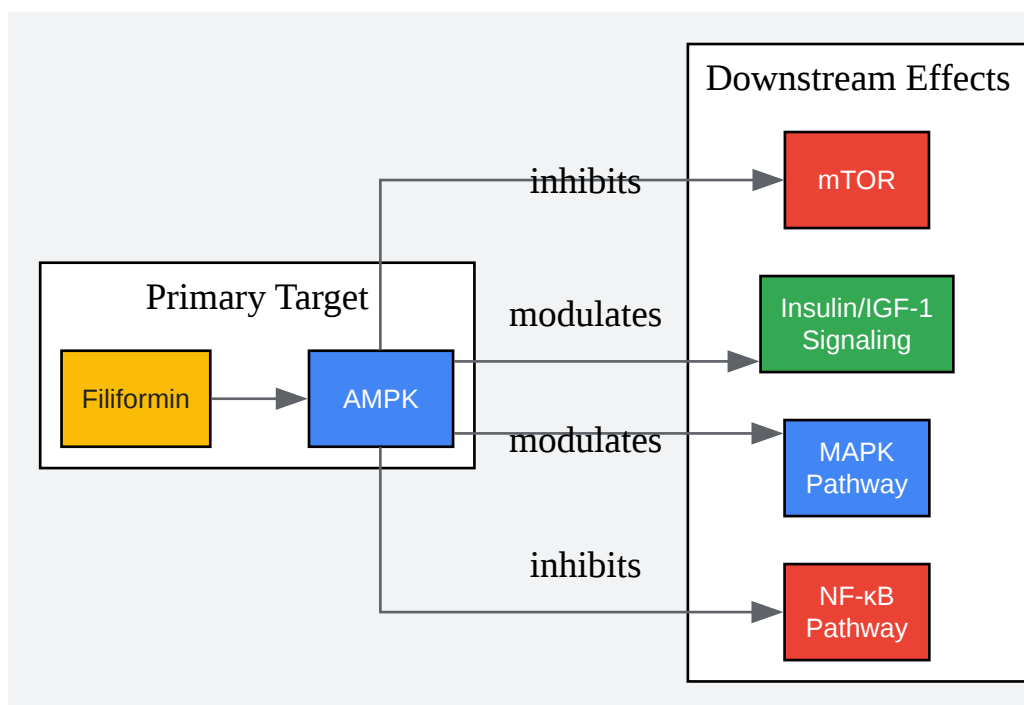 Downstream Effects
inhibits
mTOR
Primary Target
modulates
Insulin/IGF-1
Signaling
Filiformin
AMPK
modulates
MAPK
Pathway
inhibits
NF-κB
Pathway